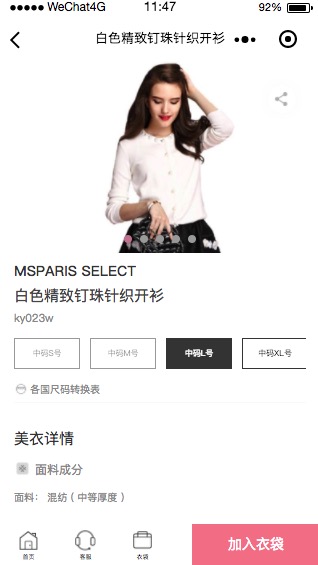 WeChat4G 11:47 92%
白色精致钉珠针织开衫
MSPARIS SELECT
白色精致钉珠针织开衫
ky023w
中码S号 中码M号 中码L号 中码XL号
各国尺码转换表
美衣详情
面料成分
面料： 混纺（中等厚度）
首页 客服 衣袋 加入衣袋